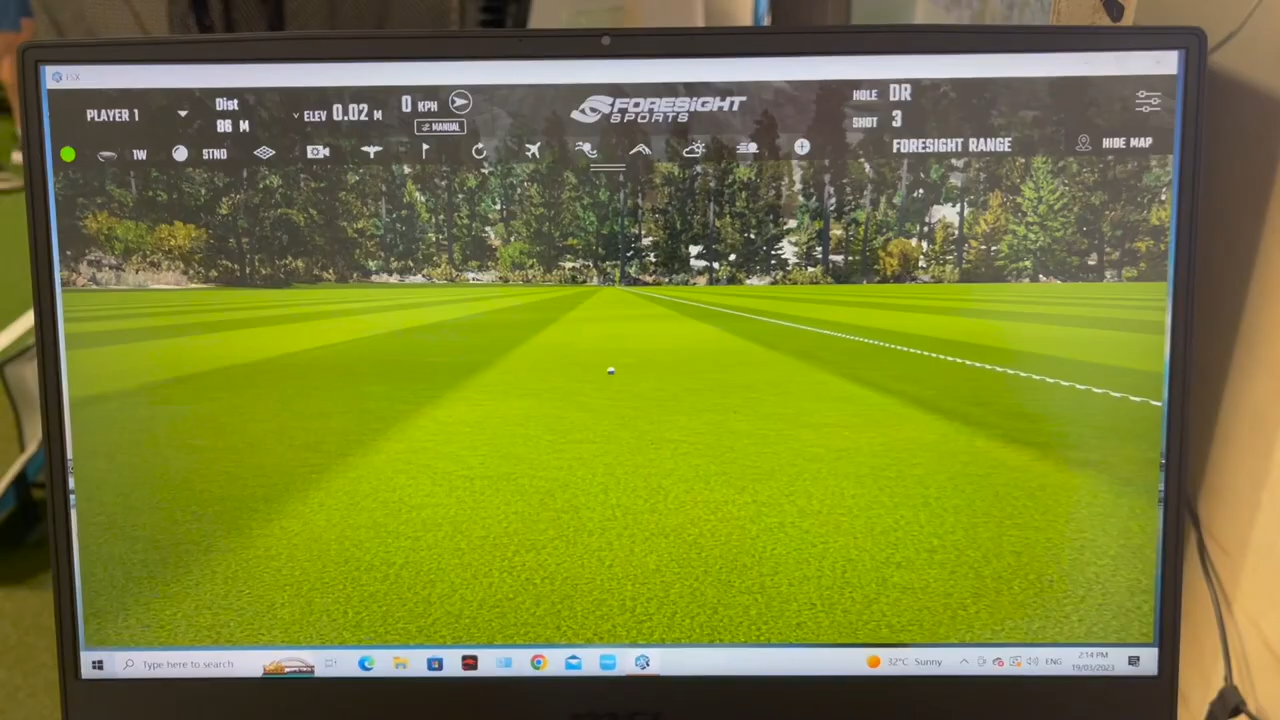 FSX
PLAYER 1
Dist
86 M
ELEV 0.02 M
0 KPH
MANUAL
FORESIGHT
SPORTS
HOLE DR
SHOT 3
1W
STND
FORESIGHT RANGE
HIDE MAP
Type here to search
32°C Sunny
ENG
2:14 PM
19/03/2023